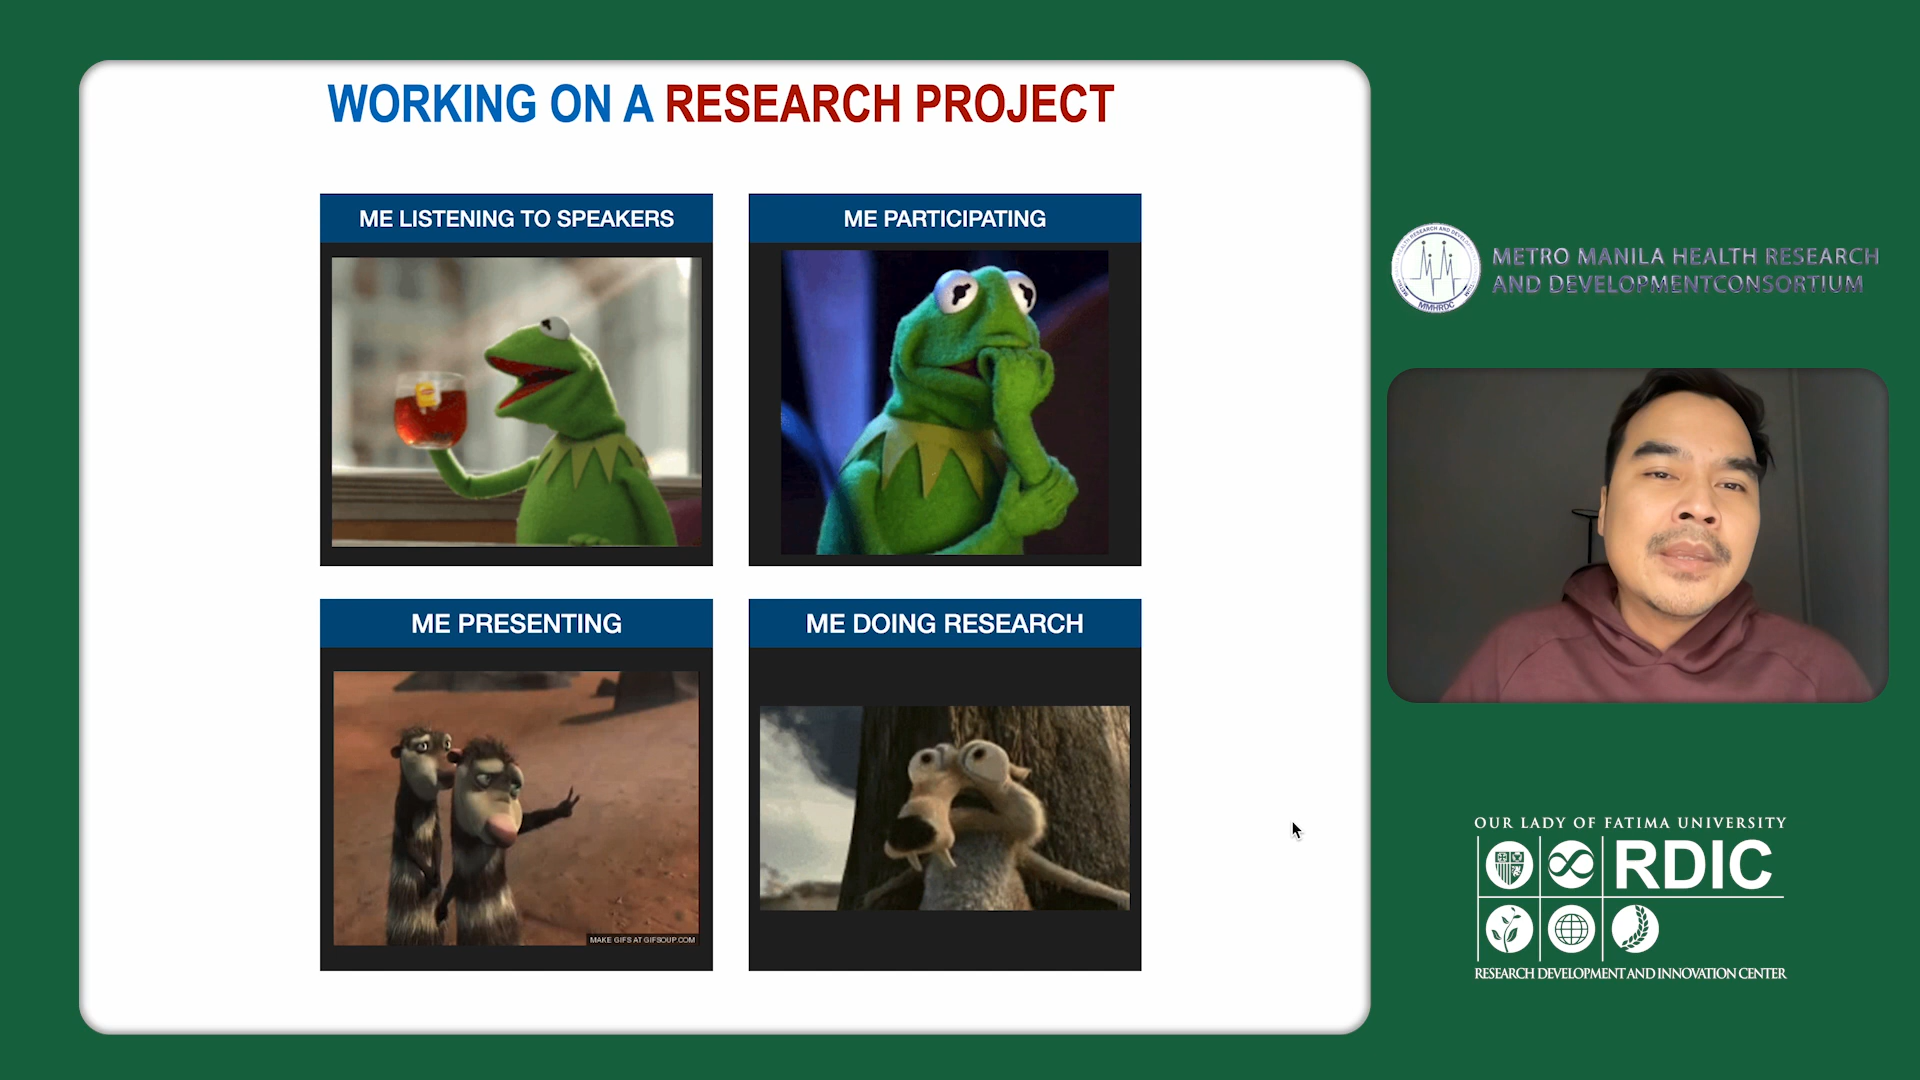 WORKING ON A RESEARCH PROJECT
ME LISTENING TO SPEAKERS
ME PARTICIPATING
ME PRESENTING
MAKE GIFS AT GIFSOUP.COM
ME DOING RESEARCH
METRO MANILA HEALTH RESEARCH
AND DEVELOPMENTCONSORTIUM
MMHRDC
OUR LADY OF FATIMA UNIVERSITY
RDIC
RESEARCH DEVELOPMENT AND INNOVATION CENTER